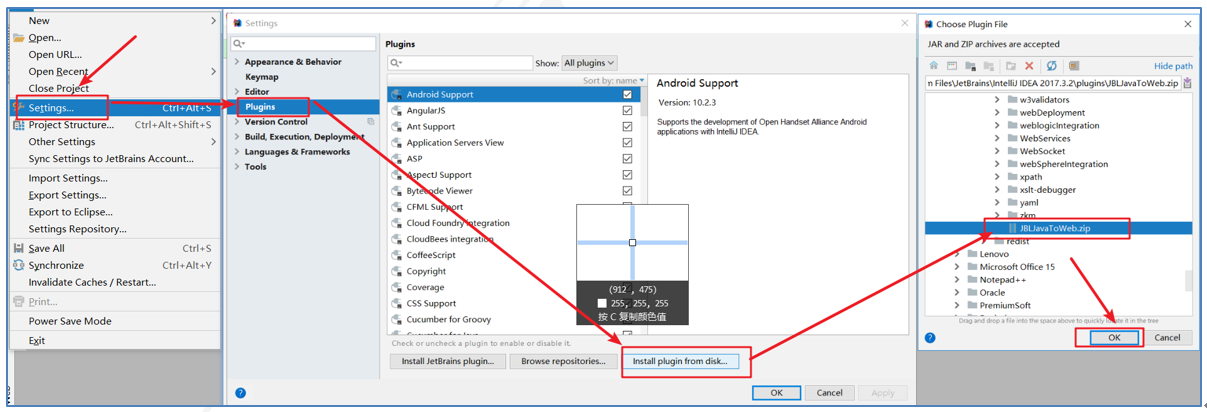 New
Open...
Open URL...
Open Recent
Close Project
Settings... Ctrl+Alt+S
Project Structure... Ctrl+Alt+Shift+S
Other Settings
Sync Settings to JetBrains Account...
Import Settings...
Export Settings...
Export to Eclipse...
Settings Repository...
Save All Ctrl+S
Synchronize Ctrl+Alt+Y
Invalidate Caches / Restart...
Print...
Power Save Mode
Exit
Settings
Appearance & Behavior
Keymap
Editor
Plugins
Version Control
Build, Execution, Deployment
Languages & Frameworks
Tools
Plugins
Show: All plugins
Sort by: name
Android Support
AngularJS
Ant Support
Application Servers View
ASP
AspectJ Support
Bytecode Viewer
CFML Support
Cloud Foundry integration
CloudBees integration
CoffeeScript
Copyright
Coverage
CSS Support
Cucumber for Groovy
Cucumber for Java
Check or uncheck a plugin to enable or disable it.
Install JetBrains plugin... Browse repositories... Install plugin from disk...
Android Support
Version: 10.2.3
Supports the development of Open Handset Alliance Android
applications with IntelliJ IDEA.
(912 , 475)
255, 255, 255
按 C 复制颜色值
OK Cancel Apply
Choose Plugin File
JAR and ZIP archives are accepted
Hide path
n Files\JetBrains\IntelliJ IDEA 2017.3.2\plugins\JBLJavaToWeb.zip
w3validators
webDeployment
weblogicIntegration
WebServices
WebSocket
webSphereIntegration
xpath
xslt-debugger
yaml
zkm
JBLJavaToWeb.zip
redist
Lenovo
Microsoft Office 15
Notepad++
Oracle
PremiumSoft
Drag and drop a file into the space above to quickly locate it in the tree
OK Cancel